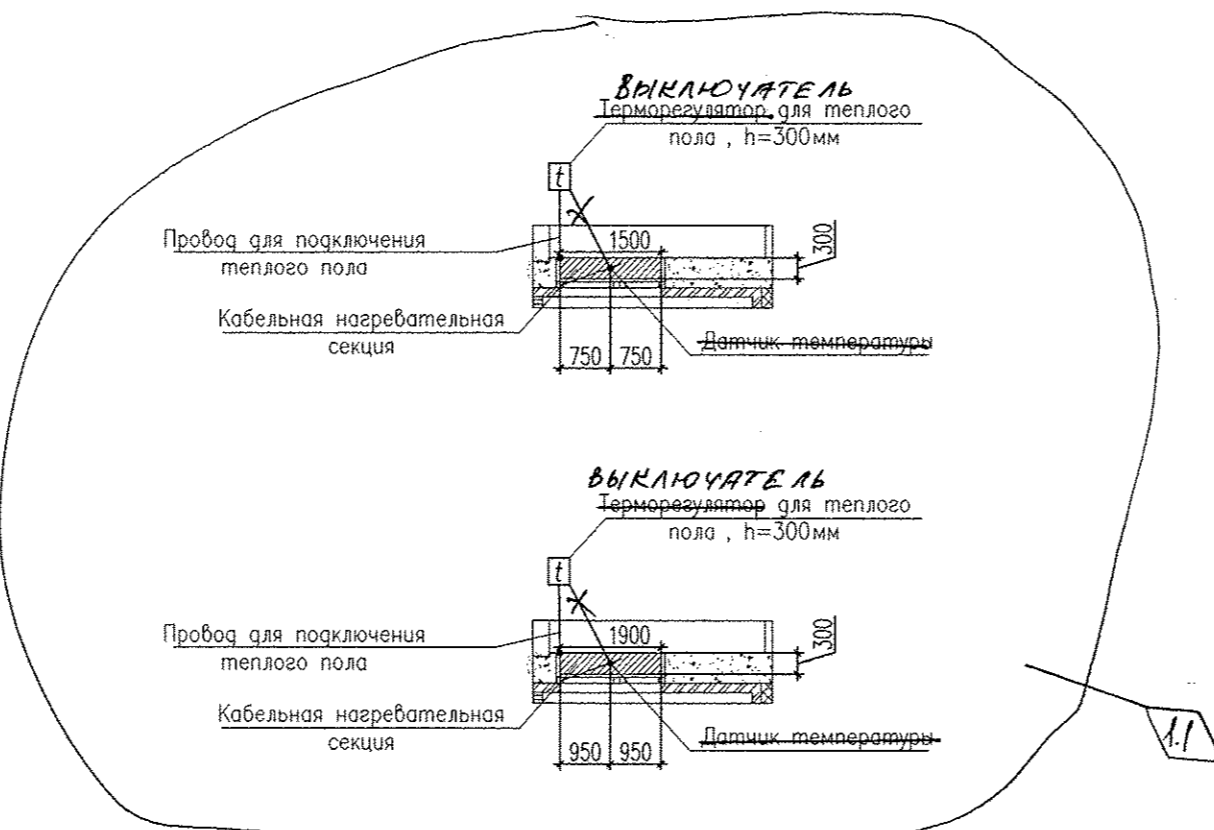 ВЫКЛЮЧАТЕЛЬ
Терморегулятор для теплого
пола , h=300мм
t
Провод для подключения
теплого пола
1500
300
Кабельная нагревательная
секция
Датчик температуры
750 750
ВЫКЛЮЧАТЕЛЬ
Терморегулятор для теплого
пола , h=300мм
t
Провод для подключения
теплого пола
1900
300
Кабельная нагревательная
секция
Датчик температуры
950 950
1.1